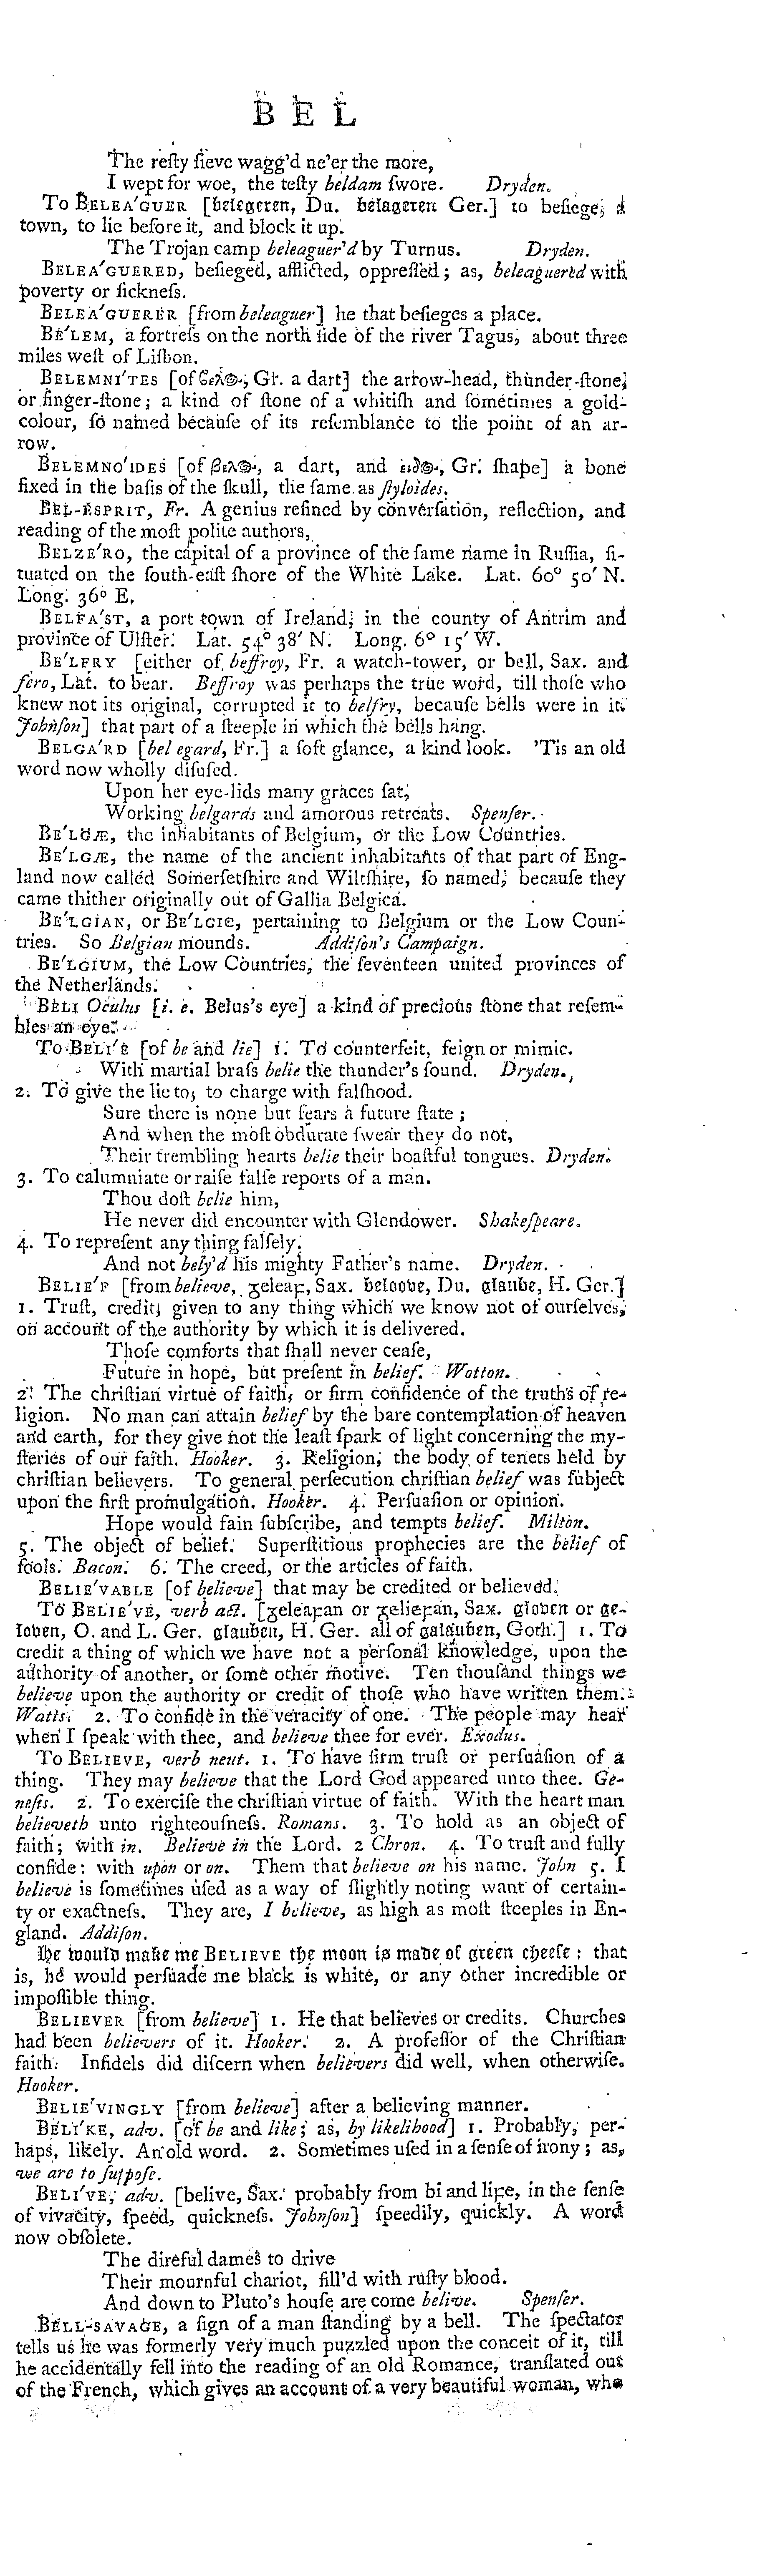 B E L
The reſty ſieve wagg'd ne'er the more,
I wept for woe, the teſty beldam ſwore. Dryden.
To BELEA'GUER [belegeren, Du. belageren Ger.] to beſiege, a
town, to lie before it, and block it up.
The Trojan camp beleaguer'd by Turnus. Dryden.
BELEA'GUERED, beſieged, afflicted, oppreſſed; as, beleaguered with
poverty or ſickneſs.
BELEA'GUERER [from beleaguer] he that beſieges a place.
BE'LEM, a fortreſs on the north ſide of the river Tagus, about three
miles weſt of Liſbon.
BELEMNI'TES [of βελος, Gr. a dart] the arrow-head, thunder-ſtone,
or finger-ſtone; a kind of ſtone of a whitiſh and ſometimes a gold-
colour, ſo named becauſe of its reſemblance to the point of an ar-
row.
BELEMNO'IDES [of βελος, a dart, and ειδος, Gr. ſhape] a bone
fixed in the baſis of the ſkull, the ſame as ſtyloides.
BEL-ESPRIT, Fr. A genius refined by converſation, reflection, and
reading of the moſt polite authors,
BELZE'RO, the capital of a province of the ſame name in Ruſſia, ſi-
tuated on the ſouth-eaſt ſhore of the White Lake. Lat. 60° 50' N.
Long. 36° E.
BELFA'ST, a port town of Ireland, in the county of Antrim and
province of Ulſter. Lat. 54° 38' N. Long. 6° 15' W.
BE'LFRY [either of beffroy, Fr. a watch-tower, or bell, Sax. and
fero, Lat. to bear. Beffroy was perhaps the true word, till thoſe who
knew not its original, corrupted it to belfry, becauſe bells were in it.
Johnſon] that part of a ſteeple in which the bells hang.
BELGA'RD [bel egard, Fr.] a ſoft glance, a kind look. 'Tis an old
word now wholly diſuſed.
Upon her eye-lids many graces ſat,
Working belgards and amorous retreats. Spenſer.
BE'LGÆ, the inhabitants of Belgium, or the Low Countries.
BE'LGÆ, the name of the ancient inhabitants of that part of Eng-
land now called Somerſetſhire and Wiltſhire, ſo named, becauſe they
came thither originally out of Gallia Belgica.
BE'LGIAN, or BE'LGIC, pertaining to Belgium or the Low Coun-
tries. So Belgian mounds. Addiſon's Campaign.
BE'LGIUM, the Low Countries, the ſeventeen united provinces of
the Netherlands.
BELI Oculus [i. e. Belus's eye] a kind of precious ſtone that reſem-
bles an eye.
To BELI'E [of be and lie] 1. To counterfeit, feign or mimic.
With martial braſs belie the thunder's ſound. Dryden.
2. To give the lie to, to charge with falſhood.
Sure there is none but fears a future ſtate;
And when the moſt obdurate ſwear they do not,
Their trembling hearts belie their boaſtful tongues. Dryden.
3. To calumniate or raiſe falſe reports of a man.
Thou doſt belie him,
He never did encounter with Glendower. Shakeſpeare.
4. To repreſent any thing falſely.
And not bely'd his mighty Father's name. Dryden.
BELIE'F [from believe, geleaf, Sax. beloove, Du. glaube, H. Ger.]
1. Truſt, credit, given to any thing which we know not of ourſelves,
on account of the authority by which it is delivered.
Thoſe comforts that ſhall never ceaſe,
Future in hope, but preſent in belief. Wotton.
2. The chriſtian virtue of faith, or firm confidence of the truths of re-
ligion. No man can attain belief by the bare contemplation of heaven
and earth, for they give not the leaſt ſpark of light concerning the my-
ſteries of our faith. Hooker. 3. Religion, the body of tenets held by
chriſtian believers. To general perſecution chriſtian belief was ſubject
upon the firſt promulgation. Hooker. 4. Perſuaſion or opinion.
Hope would fain ſubſcribe, and tempts belief. Milton.
5. The object of belief. Superſtitious prophecies are the belief of
fools. Bacon. 6. The creed, or the articles of faith.
BELIE'VABLE [of believe] that may be credited or believed.
To BELIE'VE, verb act. [geleafan or geliefan, Sax. gloven or ge-
loven, O. and L. Ger. glauben, H. Ger. all of galauben, Goth.] 1. To
credit a thing of which we have not a perſonal knowledge, upon the
authority of another, or ſome other motive. Ten thouſand things we
believe upon the authority or credit of thoſe who have written them.
Watts. 2. To confide in the veracity of one. The people may hear
when I ſpeak with thee, and believe thee for ever. Exodus.
To BELIEVE, verb neut. 1. To have firm truſt or perſuaſion of a
thing. They may believe that the Lord God appeared unto thee. Ge-
neſis. 2. To exerciſe the chriſtian virtue of faith. With the heart man
believeth unto righteouſneſs. Romans. 3. To hold as an object of
faith; with in. Believe in the Lord. 2 Chron. 4. To truſt and fully
confide: with upon or on. Them that believe on his name. John 5. I
believe is ſometimes uſed as a way of ſlightly noting want of certain-
ty or exactneſs. They are, I believe, as high as moſt ſteeples in En-
gland. Addiſon.
He would make me BELIEVE the moon is made of green cheeſe: that
is, he would perſuade me black is white, or any other incredible or
impoſſible thing.
BELIEVER [from believe] 1. He that believes or credits. Churches
had been believers of it. Hooker. 2. A profeſſor of the Chriſtian
faith. Infidels did diſcern when believers did well, when otherwiſe.
Hooker.
BELIE'VINGLY [from believe] after a believing manner.
BELI'KE, adv. [of be and like; as, by likelihood] 1. Probably, per-
haps, likely. An old word. 2. Sometimes uſed in a ſenſe of irony; as,
we are to ſuppoſe.
BELI'VE, adv. [belive, Sax. probably from bi and life, in the ſenſe
of vivacity, ſpeed, quickneſs. Johnſon] ſpeedily, quickly. A word
now obſolete.
The direful dames to drive
Their mournful chariot, fill'd with ruſty blood.
And down to Pluto's houſe are come belive. Spenſer.
BELL-SAVAGE, a ſign of a man ſtanding by a bell. The ſpectator
tells us he was formerly very much puzzled upon the conceit of it, till
he accidentally fell into the reading of an old Romance, tranſlated out
of the French, which gives an account of a very beautiful woman, who